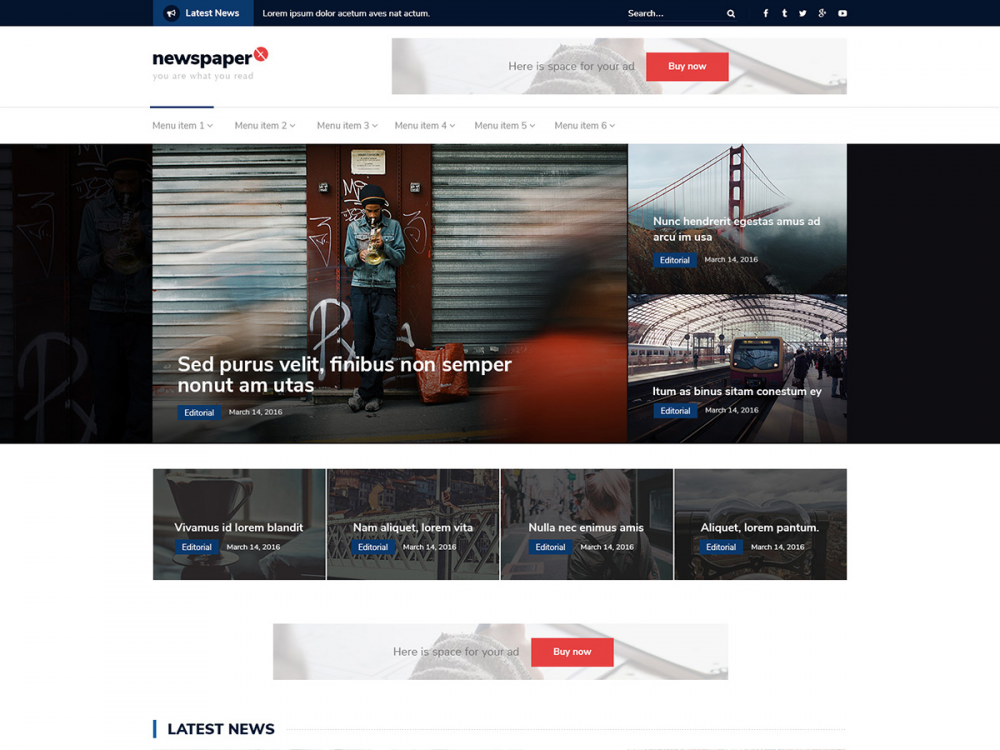 Latest News
Lorem ipsum dolor acetum aves nat actum.
Search...
newspaper X
you are what you read
Here is space for your ad
Buy now
Menu item 1
Menu item 2
Menu item 3
Menu item 4
Menu item 5
Menu item 6
Sed purus velit, finibus non semper
nonut am utas
Editorial
March 14, 2016
Nunc hendrerit egestas amus ad
arcu im usa
Editorial
March 14, 2016
Itum as binus sitam conestum ey
Editorial
March 14, 2016
Vivamus id lorem blandit
Editorial
March 14, 2016
Nam aliquet, lorem vita
Editorial
March 14, 2016
Nulla nec enimus amis
Editorial
March 14, 2016
Aliquet, lorem pantum.
Editorial
March 14, 2016
Here is space for your ad
Buy now
LATEST NEWS